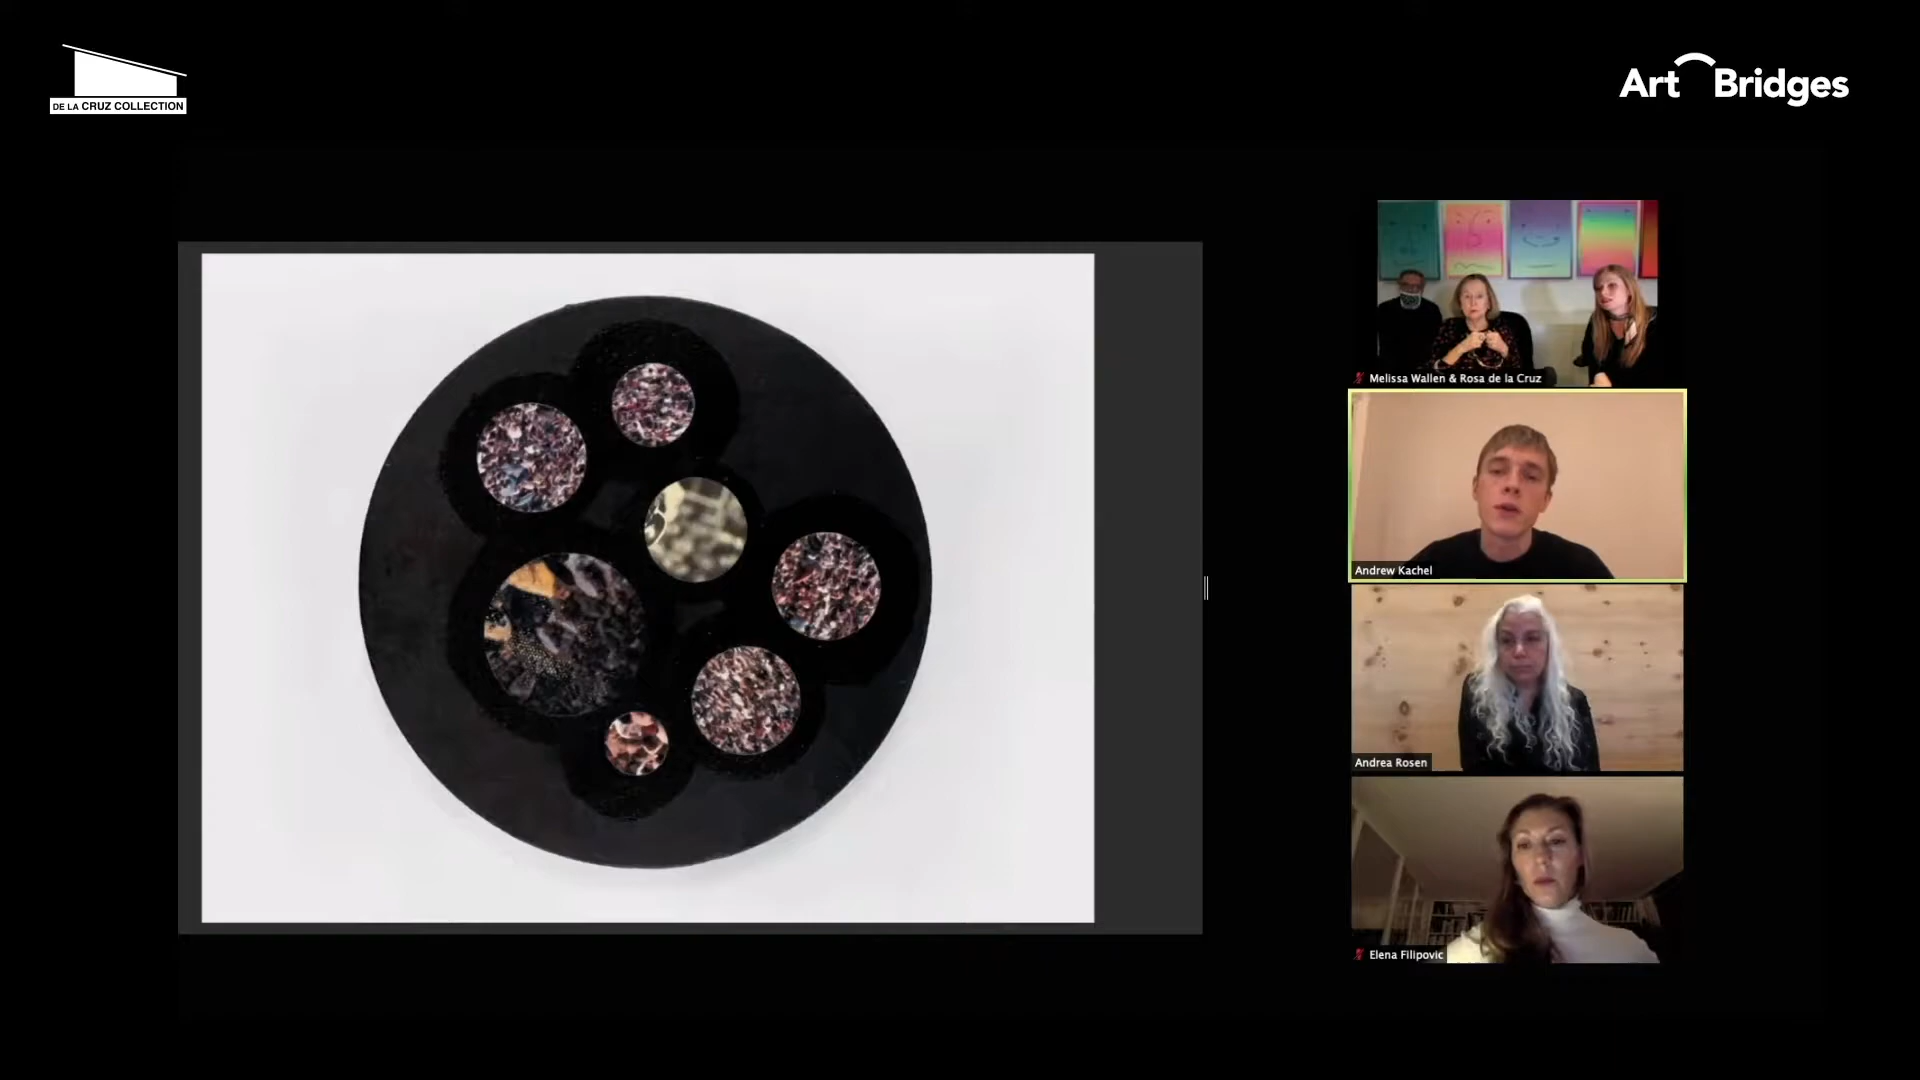 DE LA CRUZ COLLECTION
Art Bridges
Melissa Wallen & Rosa de la Cruz
Andrew Kachel
Andrea Rosen
Elena Filipovic